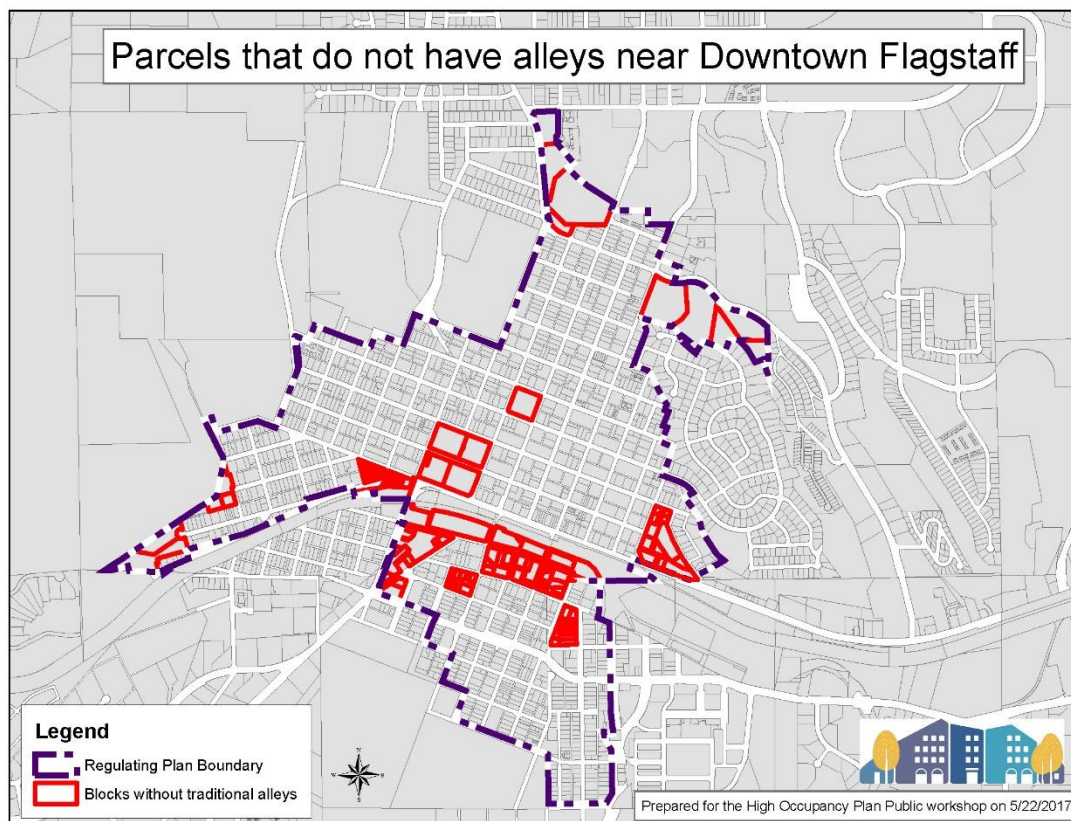 Parcels that do not have alleys near Downtown Flagstaff
Legend
Regulating Plan Boundary
Blocks without traditional alleys
N
W E
S
Prepared for the High Occupancy Plan Public workshop on 5/22/2017